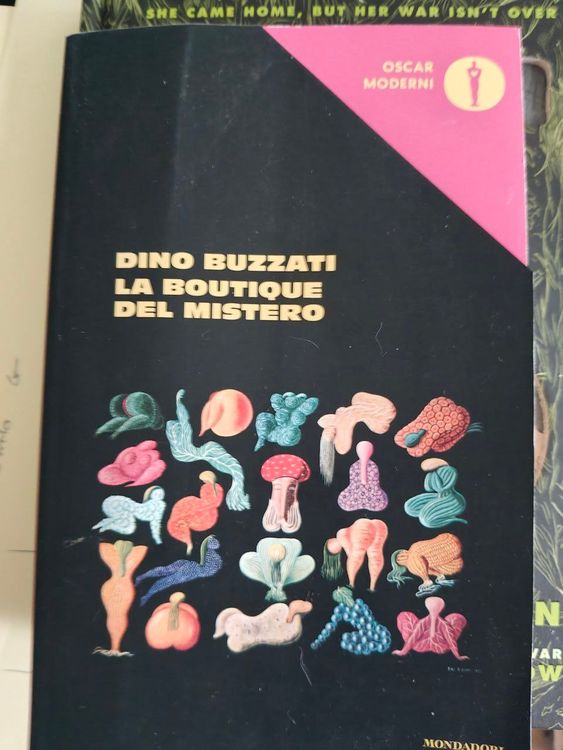 SHE CAME HOME, BUT HER WAR ISN'T OVER
OSCAR
MODERNI
DINO BUZZATI
LA BOUTIQUE
DEL MISTERO
MONDADORI